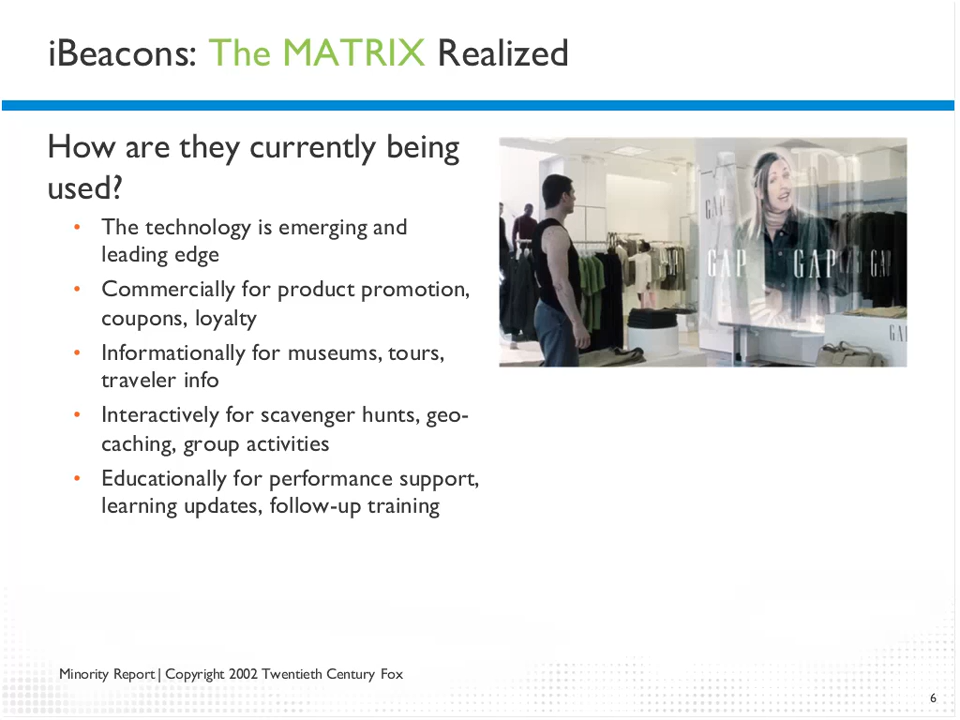 iBeacons: The MATRIX Realized
How are they currently being
used?
• The technology is emerging and
leading edge
• Commercially for product promotion,
coupons, loyalty
• Informationally for museums, tours,
traveler info
• Interactively for scavenger hunts, geo-
caching, group activities
• Educationally for performance support,
learning updates, follow-up training
GAP
GAP GAP GAP
GAP
Minority Report | Copyright 2002 Twentieth Century Fox
6